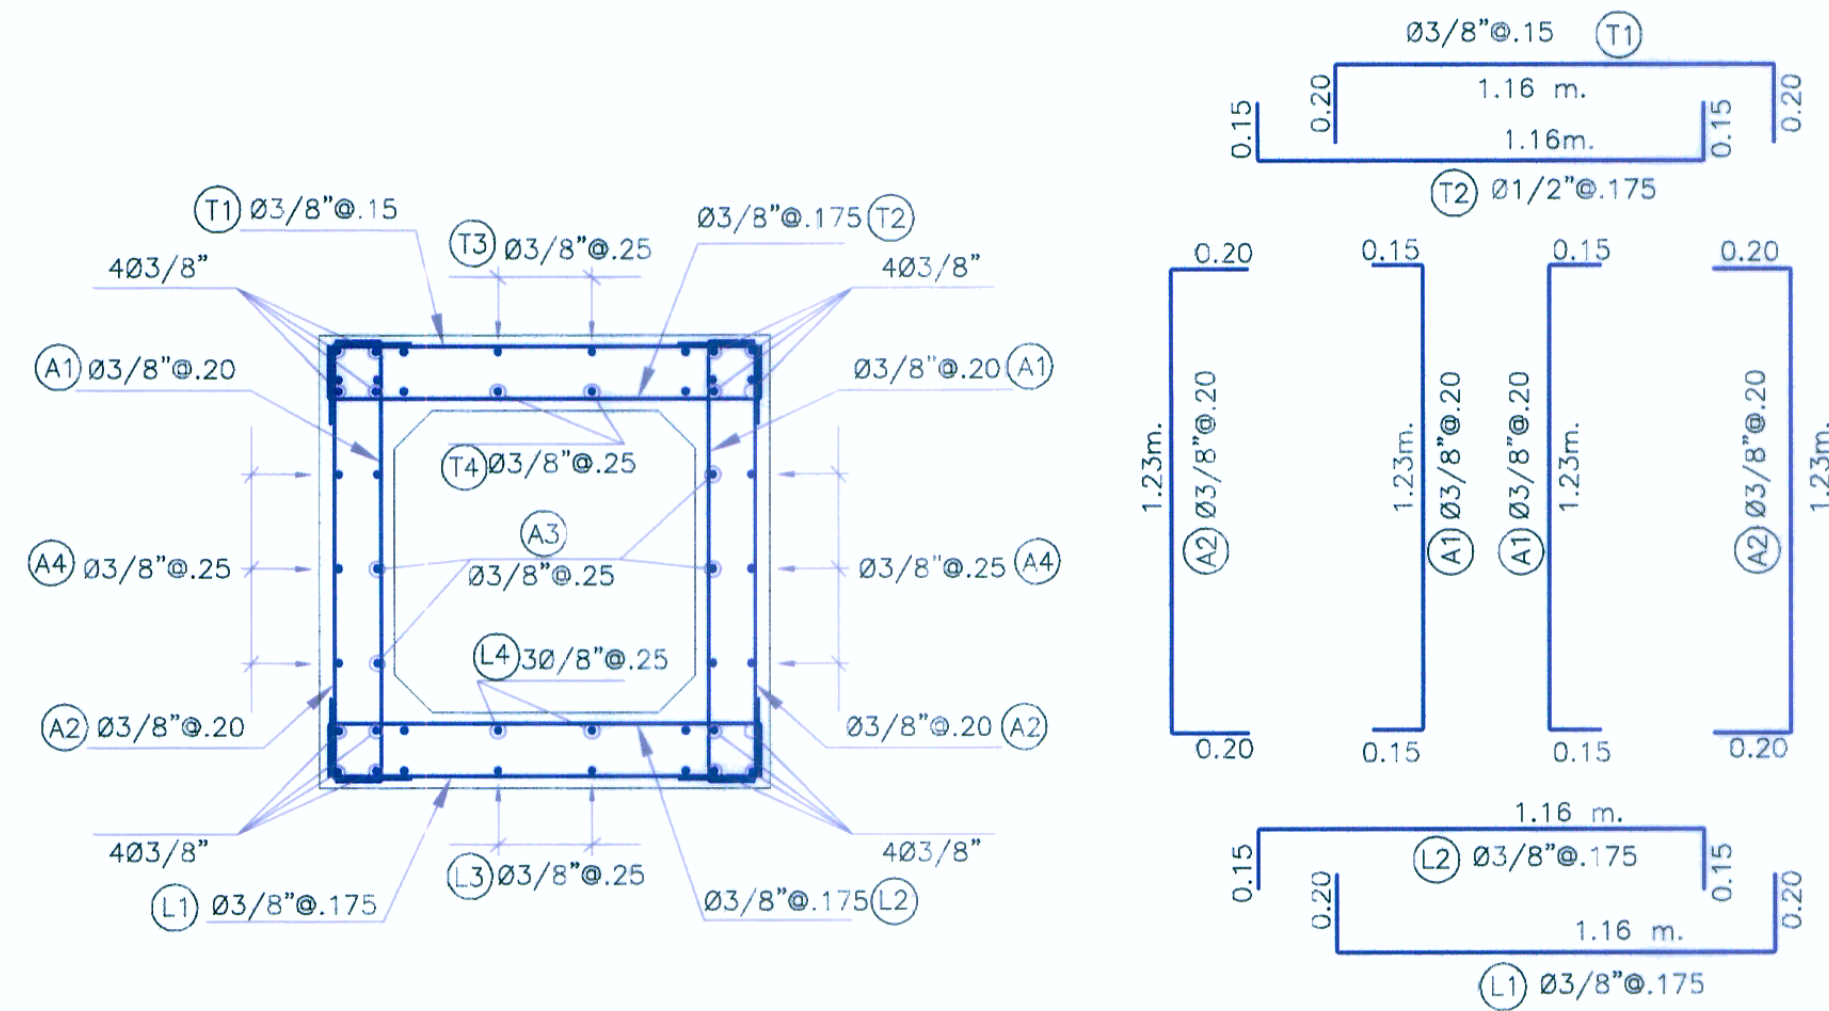 T1 Ø3/8"@.15
T3 Ø3/8"@.25
Ø3/8"@.175 T2
4Ø3/8"
4Ø3/8"
A1 Ø3/8"@.20
Ø3/8"@.20 A1
T4 Ø3/8"@.25
A3
Ø3/8"@.25
A4 Ø3/8"@.25
Ø3/8"@.25 A4
L4 3Ø/8"@.25
A2 Ø3/8"@.20
Ø3/8"@.20 A2
4Ø3/8"
4Ø3/8"
L3 Ø3/8"@.25
L1 Ø3/8"@.175
Ø3/8"@.175 L2
Ø3/8"@.15 T1
0.20
1.16 m.
0.20
0.15
1.16m.
0.15
T2 Ø1/2"@.175
0.20
0.15
0.15
0.20
1.23m.
A2 Ø3/8"@.20
1.23m.
A1 Ø3/8"@.20
A1 Ø3/8"@.20
1.23m.
A2 Ø3/8"@.20
1.23m.
0.20
0.15
0.15
0.20
1.16 m.
0.15
L2 Ø3/8"@.175
0.15
0.20
1.16 m.
0.20
L1 Ø3/8"@.175